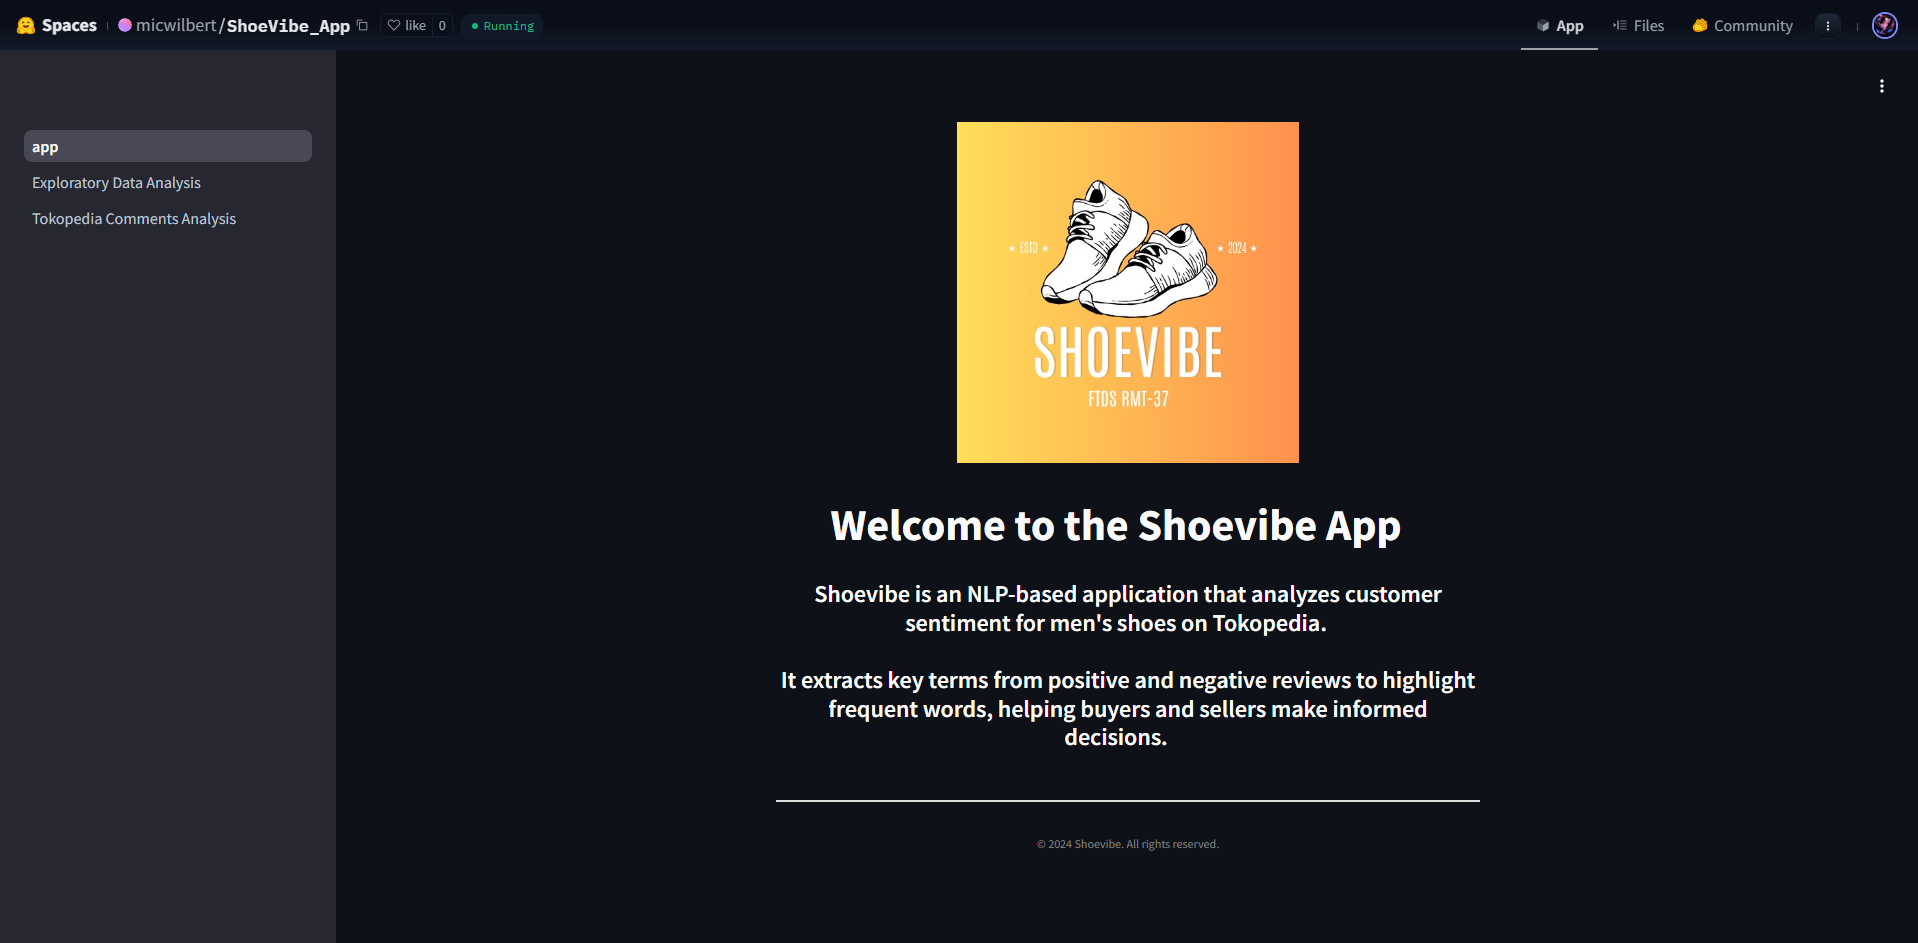 Spaces
micwilbert/ShoeVibe_App
like 0
Running
App
Files
Community
app
Exploratory Data Analysis
Tokopedia Comments Analysis
★ ESTD ★
★ 2024 ★
SHOEVIBE
FTDS RMT-37
Welcome to the Shoevibe App
Shoevibe is an NLP-based application that analyzes customer
sentiment for men's shoes on Tokopedia.
It extracts key terms from positive and negative reviews to highlight
frequent words, helping buyers and sellers make informed
decisions.
© 2024 Shoevibe. All rights reserved.